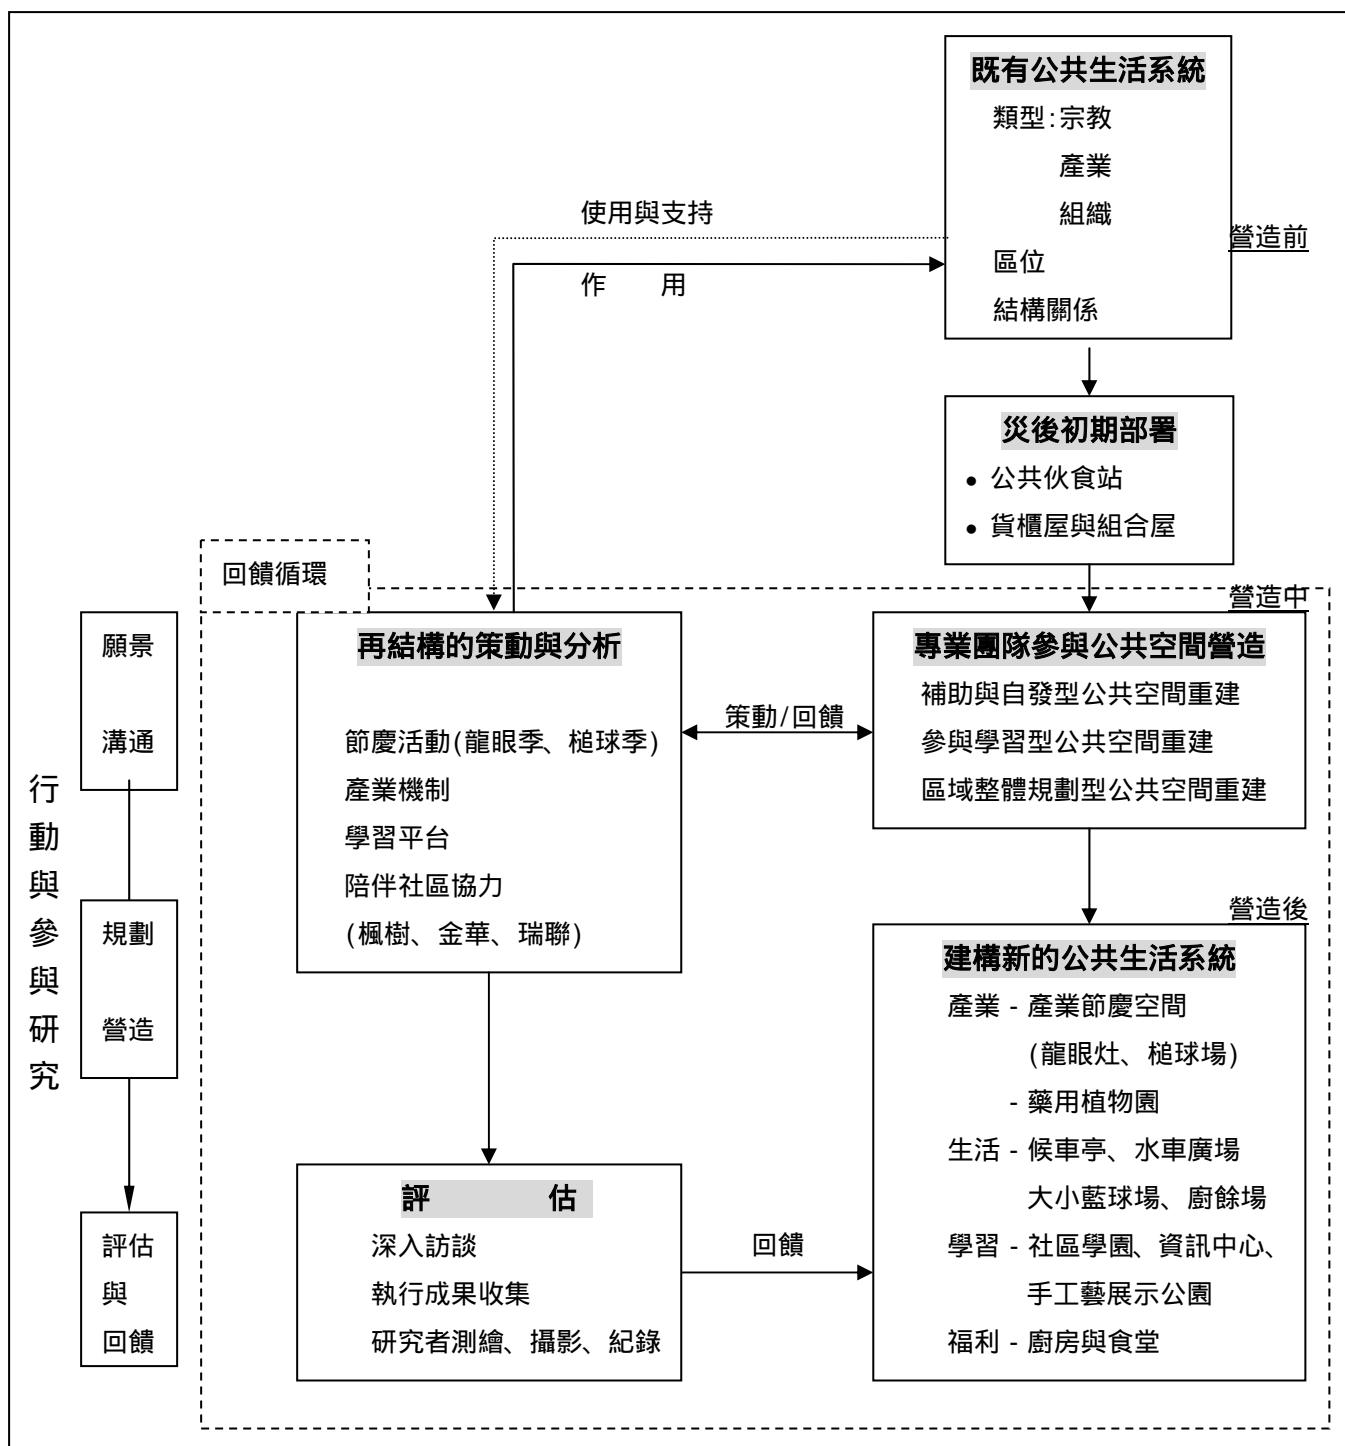 既有公共生活系統
類型:宗教
產業
組織
區位
結構關係
營造前
使用與支持
作 用
災後初期部署
• 公共伙食站
• 貨櫃屋與組合屋
回饋循環
營造中
行動與參與研究
願景
溝通
規劃
營造
評估
與
回饋
再結構的策動與分析
節慶活動(龍眼季、槌球季)
產業機制
學習平台
陪伴社區協力
(楓樹、金華、瑞聯)
策動/回饋
專業團隊參與公共空間營造
補助與自發型公共空間重建
參與學習型公共空間重建
區域整體規劃型公共空間重建
營造後
評 估
深入訪談
執行成果收集
研究者測繪、攝影、紀錄
回饋
建構新的公共生活系統
產業 - 產業節慶空間
(龍眼灶、槌球場)
- 藥用植物園
生活 - 候車亭、水車廣場
大小藍球場、廚餘場
學習 - 社區學園、資訊中心、
手工藝展示公園
福利 - 廚房與食堂